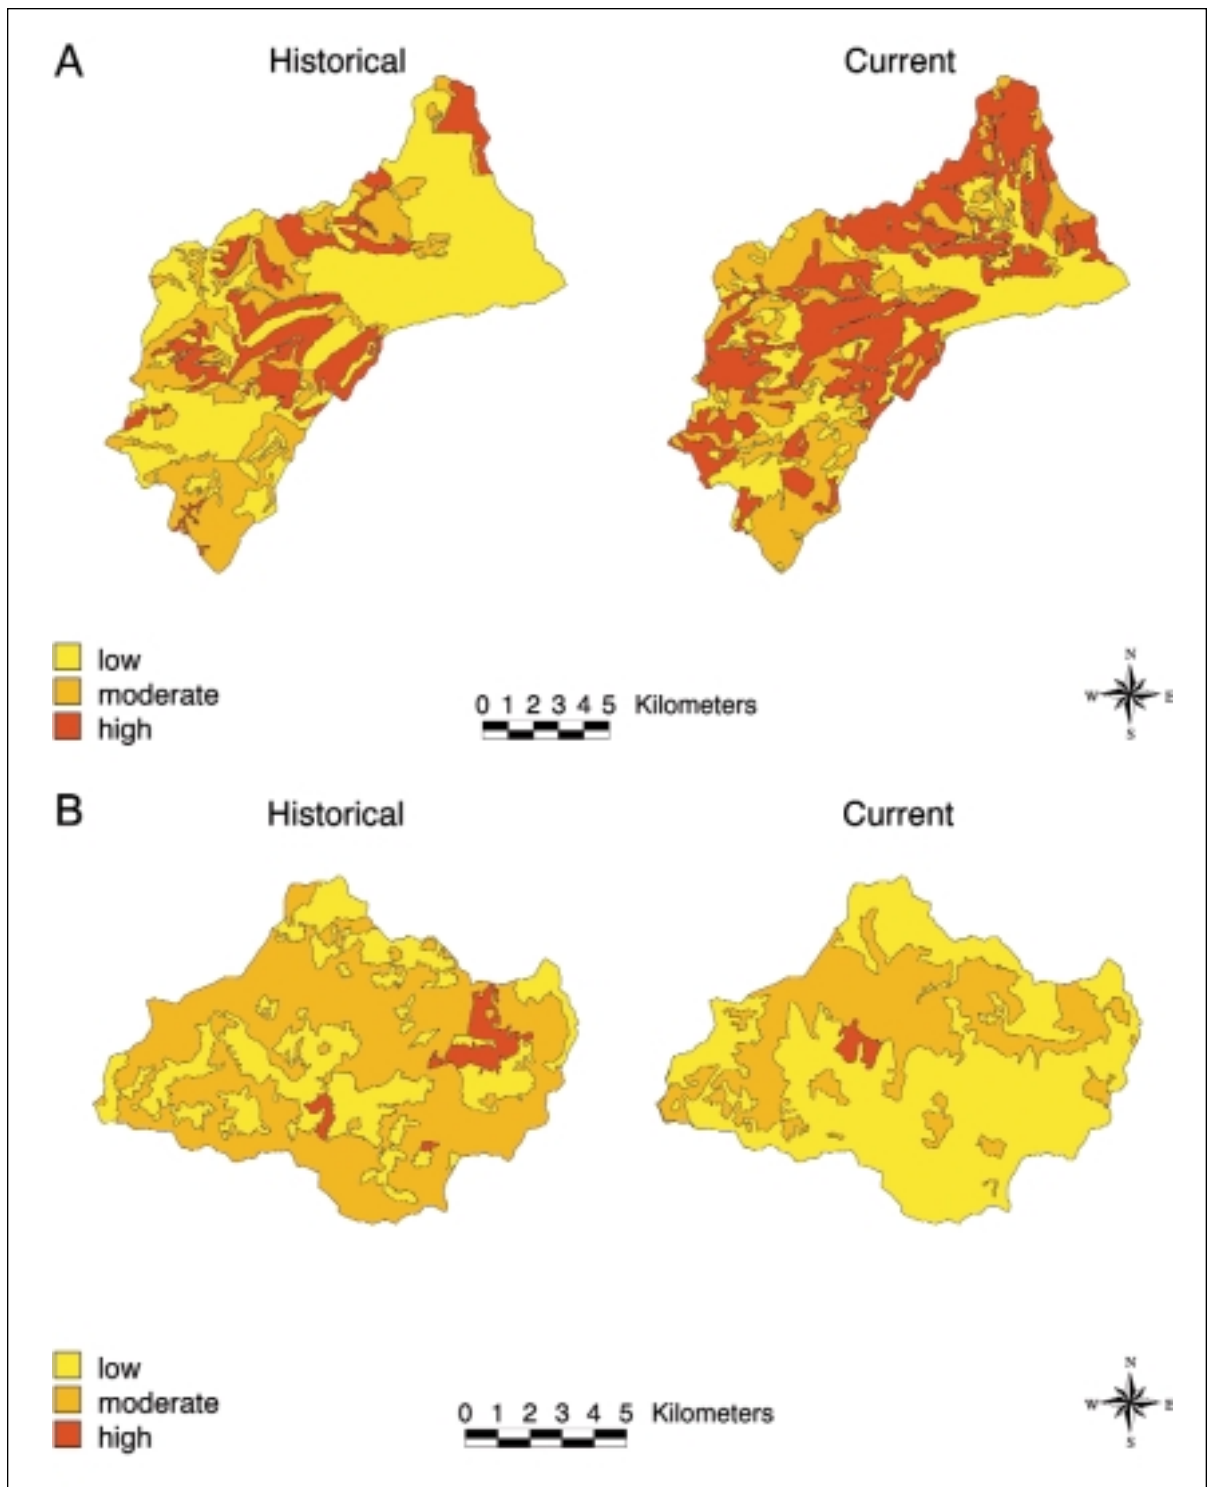 A
Historical Current
low
moderate
high
0 1 2 3 4 5 Kilometers
N
W E
S
B
Historical Current
low
moderate
high
0 1 2 3 4 5 Kilometers
N
W E
S